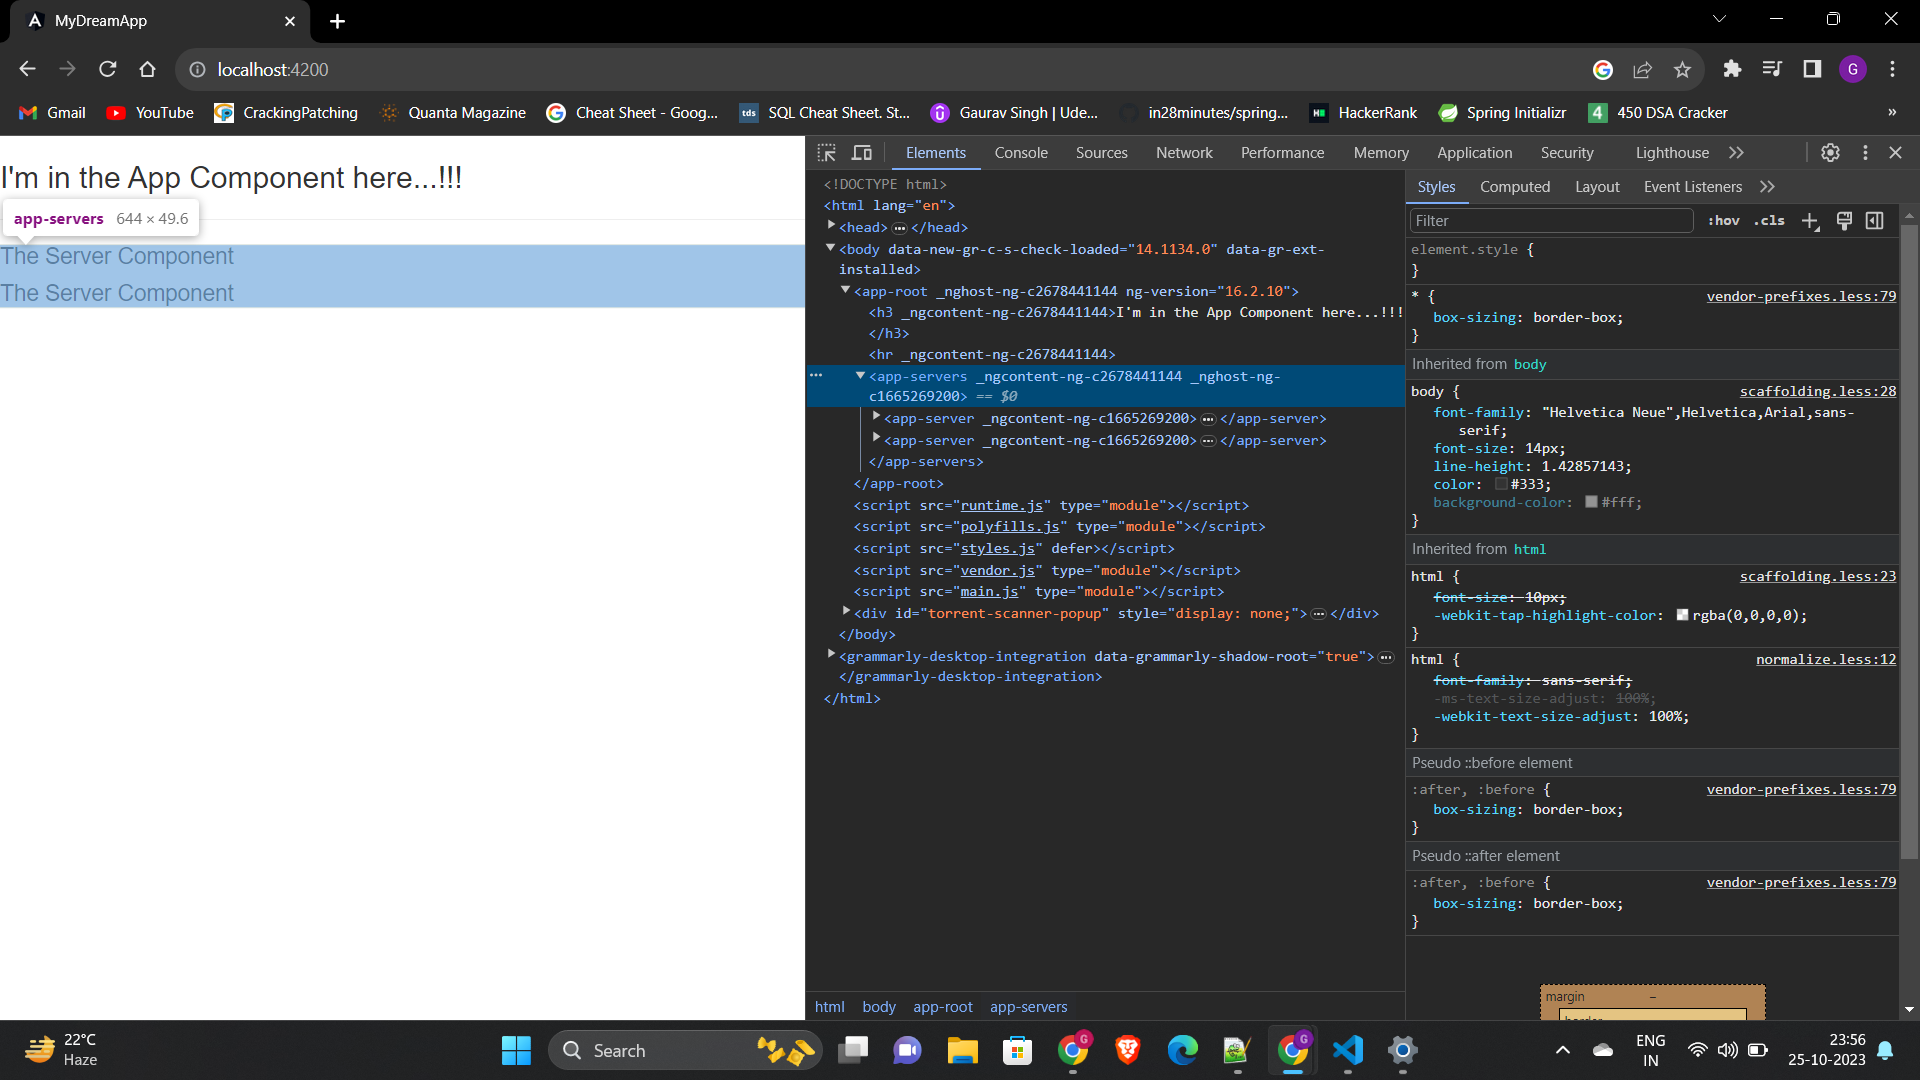 MyDreamApp
localhost:4200
G
Gmail
YouTube
CrackingPatching
Quanta Magazine
Cheat Sheet - Goog...
tds
SQL Cheat Sheet. St...
Gaurav Singh | Ude...
in28minutes/spring...
HackerRank
Spring Initializr
4
450 DSA Cracker
»
I'm in the App Component here...!!!
app-servers 644 × 49.6
The Server Component
The Server Component
Elements
Console
Sources
Network
Performance
Memory
Application
Security
Lighthouse
<!DOCTYPE html>
<html lang="en">
<head> ••• </head>
<body data-new-gr-c-s-check-loaded="14.1134.0" data-gr-ext-
installed>
<app-root _nghost-ng-c2678441144 ng-version="16.2.10">
<h3 _ngcontent-ng-c2678441144>I'm in the App Component here...!!!
</h3>
<hr _ngcontent-ng-c2678441144>
••• <app-servers _ngcontent-ng-c2678441144 _nghost-ng-
c1665269200> == $0
<app-server _ngcontent-ng-c1665269200> ••• </app-server>
<app-server _ngcontent-ng-c1665269200> ••• </app-server>
</app-servers>
</app-root>
<script src="runtime.js" type="module"></script>
<script src="polyfills.js" type="module"></script>
<script src="styles.js" defer></script>
<script src="vendor.js" type="module"></script>
<script src="main.js" type="module"></script>
<div id="torrent-scanner-popup" style="display: none;"> ••• </div>
</body>
<grammarly-desktop-integration data-grammarly-shadow-root="true"> •••
</grammarly-desktop-integration>
</html>
html
body
app-root
app-servers
Styles
Computed
Layout
Event Listeners
Filter
:hov
.cls
element.style {
}
* { vendor-prefixes.less:79
box-sizing: border-box;
}
Inherited from body
body { scaffolding.less:28
font-family: "Helvetica Neue",Helvetica,Arial,sans-
serif;
font-size: 14px;
line-height: 1.42857143;
color: #333;
background-color: #fff;
}
Inherited from html
html { scaffolding.less:23
font-size: 10px;
-webkit-tap-highlight-color: rgba(0,0,0,0);
}
html { normalize.less:12
font-family: sans-serif;
-ms-text-size-adjust: 100%;
-webkit-text-size-adjust: 100%;
}
Pseudo ::before element
:after, :before { vendor-prefixes.less:79
box-sizing: border-box;
}
Pseudo ::after element
:after, :before { vendor-prefixes.less:79
box-sizing: border-box;
}
margin –
22°C
Haze
Search
G
G
ENG
IN
23:56
25-10-2023